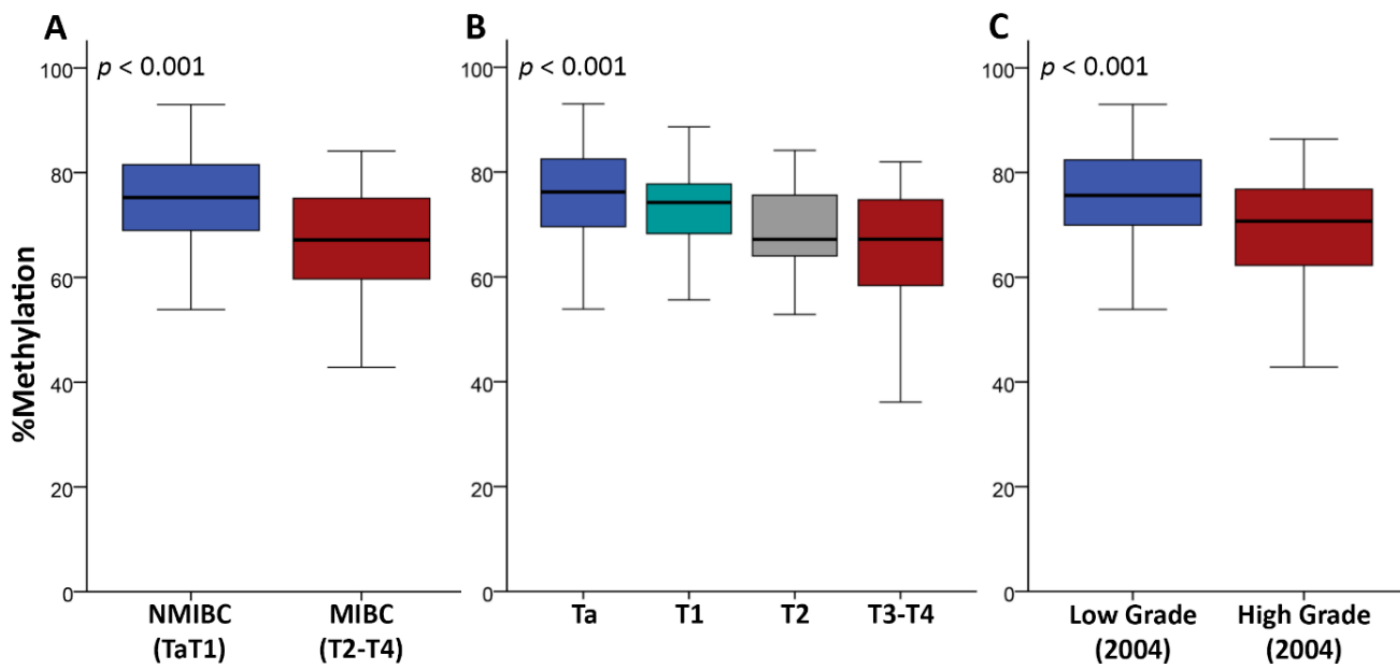 A
p < 0.001
%Methylation
100
80
60
40
20
0
NMIBC
(TaT1)
MIBC
(T2-T4)
B
p < 0.001
100
80
60
40
20
0
Ta
T1
T2
T3-T4
C
p < 0.001
100
80
60
40
20
0
Low Grade
(2004)
High Grade
(2004)